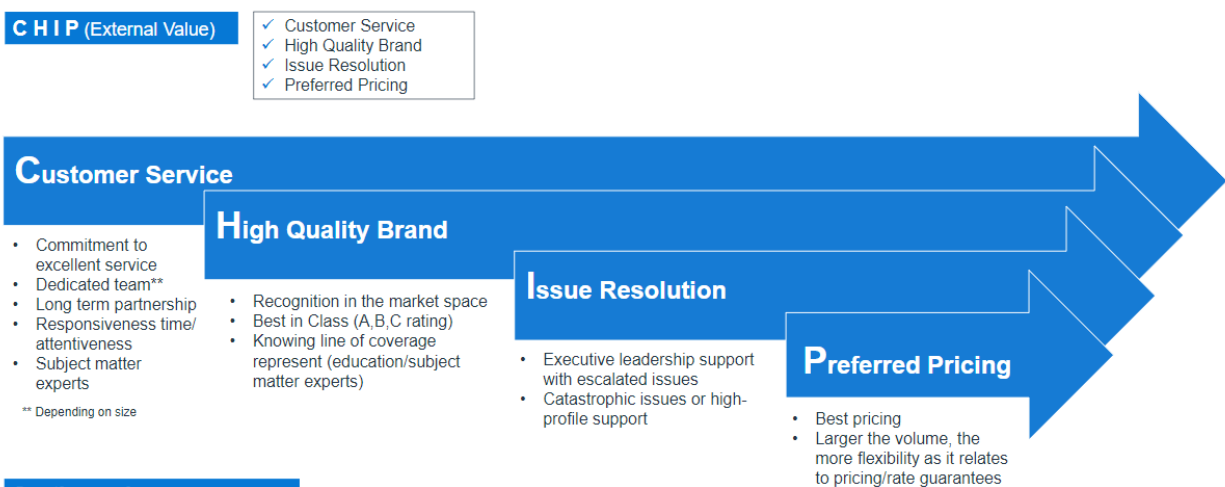 C H I P (External Value)
✓ Customer Service
✓ High Quality Brand
✓ Issue Resolution
✓ Preferred Pricing
Customer Service
• Commitment to
excellent service
• Dedicated team**
• Long term partnership
• Responsiveness time/
attentiveness
• Subject matter
experts
** Depending on size
High Quality Brand
• Recognition in the market space
• Best in Class (A,B,C rating)
• Knowing line of coverage
represent (education/subject
matter experts)
Issue Resolution
• Executive leadership support
with escalated issues
• Catastrophic issues or high-
profile support
Preferred Pricing
• Best pricing
• Larger the volume, the
more flexibility as it relates
to pricing/rate guarantees